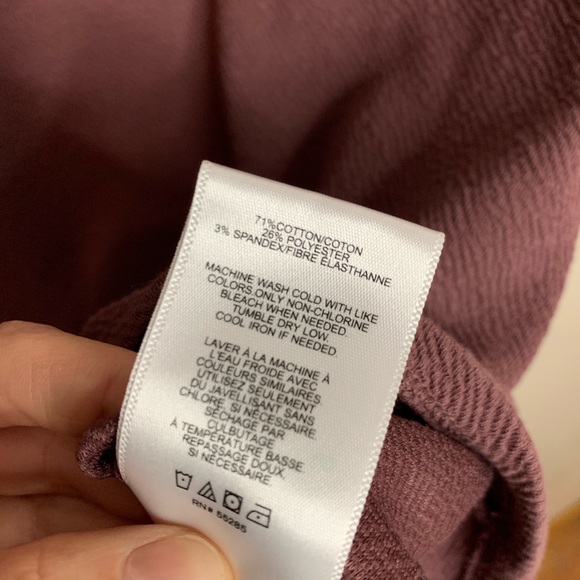 71%COTTON/COTON
26% POLYESTER
3% SPANDEX/FIBRE ÉLASTHANNE
MACHINE WASH COLD WITH LIKE
COLORS ONLY NON-CHLORINE
BLEACH WHEN NEEDED.
TUMBLE DRY LOW.
COOL IRON IF NEEDED.
LAVER À LA MACHINE À
L'EAU FROIDE AVEC
COULEURS SIMILAIRES
UTILISEZ SEULEMENT
DU JAVELLISANT SANS
CHLORE, SI NÉCESSAIRE.
SÉCHAGE PAR
CULBUTAGE
À TEMPÉRATURE BASSE.
REPASSAGE DOUX,
SI NÉCESSAIRE.
RN# 55285